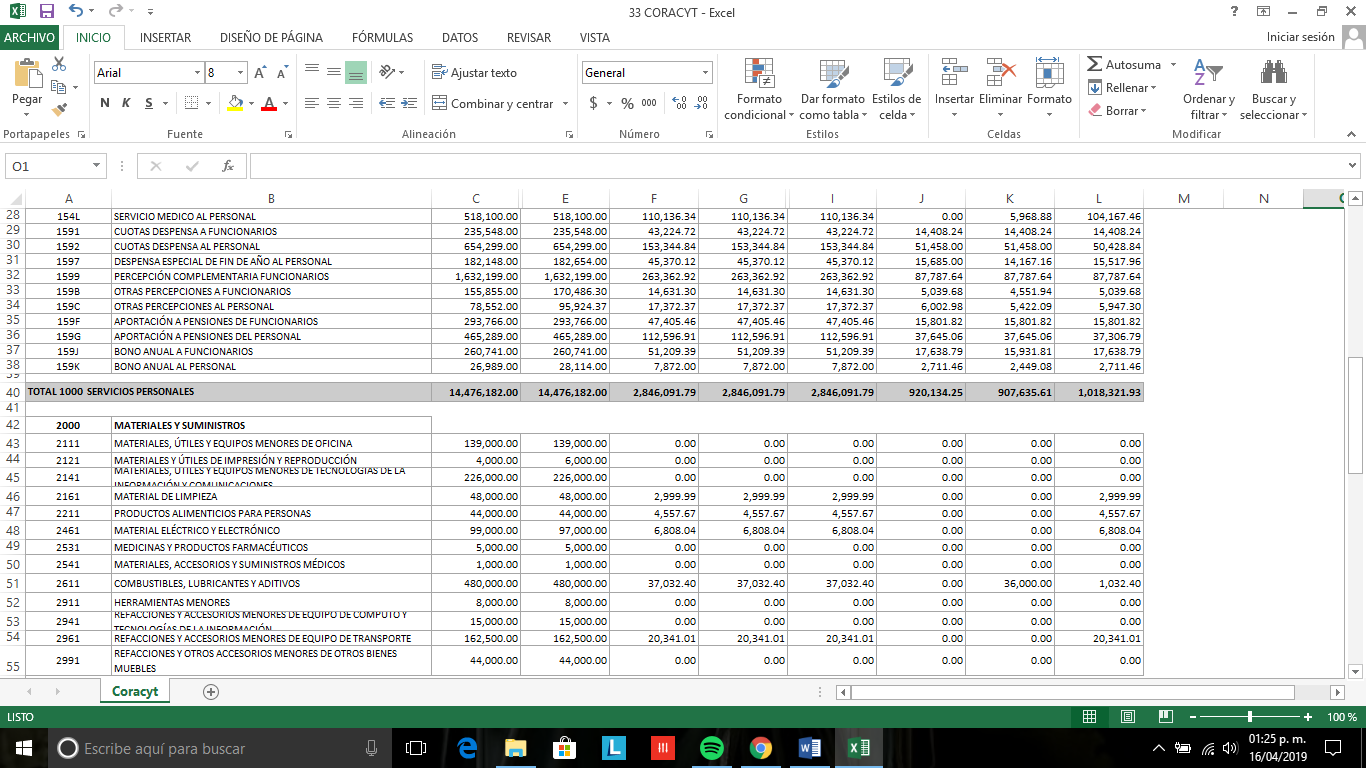 33 CORACYT - Excel
ARCHIVO INICIO INSERTAR DISEÑO DE PÁGINA FÓRMULAS DATOS REVISAR VISTA Iniciar sesión
Pegar
Portapapeles
Arial 8
N K S
Fuente
Ajustar texto
Combinar y centrar
Alineación
General
$ % 000
Número
Formato condicional
Dar formato como tabla
Estilos de celda
Estilos
Insertar Eliminar Formato
Celdas
Autosuma
Rellenar
Borrar
Ordenar y filtrar
Buscar y seleccionar
Modificar
O1 fx
A B C E F G I J K L M N
28 154L SERVICIO MEDICO AL PERSONAL 518,100.00 518,100.00 110,136.34 110,136.34 110,136.34 0.00 5,968.88 104,167.46
29 1591 CUOTAS DESPENSA A FUNCIONARIOS 235,548.00 235,548.00 43,224.72 43,224.72 43,224.72 14,408.24 14,408.24 14,408.24
30 1592 CUOTAS DESPENSA AL PERSONAL 654,299.00 654,299.00 153,344.84 153,344.84 153,344.84 51,458.00 51,458.00 50,428.84
31 1597 DESPENSA ESPECIAL DE FIN DE AÑO AL PERSONAL 182,148.00 182,654.00 45,370.12 45,370.12 45,370.12 15,685.00 14,167.16 15,517.96
32 1599 PERCEPCIÓN COMPLEMENTARIA FUNCIONARIOS 1,632,199.00 1,632,199.00 263,362.92 263,362.92 263,362.92 87,787.64 87,787.64 87,787.64
33 159B OTRAS PERCEPCIONES A FUNCIONARIOS 155,855.00 170,486.30 14,631.30 14,631.30 14,631.30 5,039.68 4,551.94 5,039.68
34 159C OTRAS PERCEPCIONES AL PERSONAL 78,552.00 95,924.37 17,372.37 17,372.37 17,372.37 6,002.98 5,422.09 5,947.30
35 159F APORTACIÓN A PENSIONES DE FUNCIONARIOS 293,766.00 293,766.00 47,405.46 47,405.46 47,405.46 15,801.82 15,801.82 15,801.82
36 159G APORTACIÓN A PENSIONES DEL PERSONAL 465,289.00 465,289.00 112,596.91 112,596.91 112,596.91 37,645.06 37,645.06 37,306.79
37 159J BONO ANUAL A FUNCIONARIOS 260,741.00 260,741.00 51,209.39 51,209.39 51,209.39 17,638.79 15,931.81 17,638.79
38 159K BONO ANUAL AL PERSONAL 26,989.00 28,114.00 7,872.00 7,872.00 7,872.00 2,711.46 2,449.08 2,711.46
39
40 TOTAL 1000 SERVICIOS PERSONALES 14,476,182.00 14,476,182.00 2,846,091.79 2,846,091.79 2,846,091.79 920,134.25 907,635.61 1,018,321.93
41
42 2000 MATERIALES Y SUMINISTROS
43 2111 MATERIALES, ÚTILES Y EQUIPOS MENORES DE OFICINA 139,000.00 139,000.00 0.00 0.00 0.00 0.00 0.00 0.00
44 2121 MATERIALES Y ÚTILES DE IMPRESIÓN Y REPRODUCCIÓN 4,000.00 6,000.00 0.00 0.00 0.00 0.00 0.00 0.00
45 2141 MATERIALES, ÚTILES Y EQUIPOS MENORES DE TECNOLOGÍAS DE LA INFORMACIÓN Y COMUNICACIONES 226,000.00 226,000.00 0.00 0.00 0.00 0.00 0.00 0.00
46 2161 MATERIAL DE LIMPIEZA 48,000.00 48,000.00 2,999.99 2,999.99 2,999.99 0.00 0.00 2,999.99
47 2211 PRODUCTOS ALIMENTICIOS PARA PERSONAS 44,000.00 44,000.00 4,557.67 4,557.67 4,557.67 0.00 0.00 4,557.67
48 2461 MATERIAL ELÉCTRICO Y ELECTRÓNICO 99,000.00 97,000.00 6,808.04 6,808.04 6,808.04 0.00 0.00 6,808.04
49 2531 MEDICINAS Y PRODUCTOS FARMACÉUTICOS 5,000.00 5,000.00 0.00 0.00 0.00 0.00 0.00 0.00
50 2541 MATERIALES, ACCESORIOS Y SUMINISTROS MÉDICOS 1,000.00 1,000.00 0.00 0.00 0.00 0.00 0.00 0.00
51 2611 COMBUSTIBLES, LUBRICANTES Y ADITIVOS 480,000.00 480,000.00 37,032.40 37,032.40 37,032.40 0.00 36,000.00 1,032.40
52 2911 HERRAMIENTAS MENORES 8,000.00 8,000.00 0.00 0.00 0.00 0.00 0.00 0.00
53 2941 REFACCIONES Y ACCESORIOS MENORES DE EQUIPO DE COMPUTO Y TECNOLOGÍAS DE LA INFORMACIÓN 15,000.00 15,000.00 0.00 0.00 0.00 0.00 0.00 0.00
54 2961 REFACCIONES Y ACCESORIOS MENORES DE EQUIPO DE TRANSPORTE 162,500.00 162,500.00 20,341.01 20,341.01 20,341.01 0.00 0.00 20,341.01
55 2991 REFACCIONES Y OTROS ACCESORIOS MENORES DE OTROS BIENES MUEBLES 44,000.00 44,000.00 0.00 0.00 0.00 0.00 0.00 0.00
Coracyt
LISTO 100 %
Escribe aquí para buscar
01:25 p. m.
16/04/2019